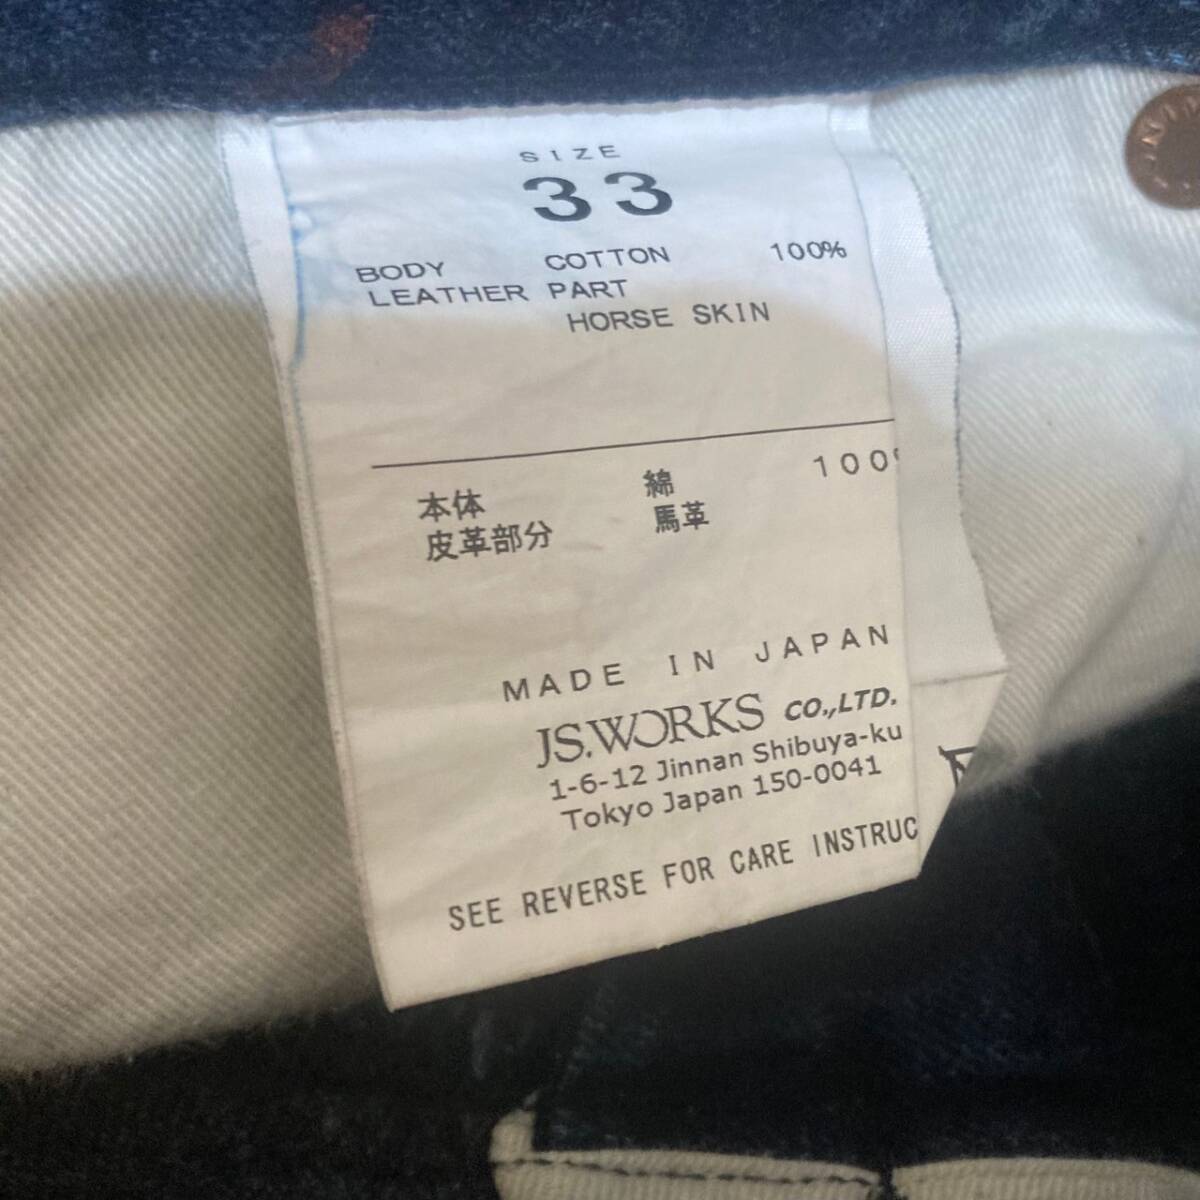 SIZE
33
BODY COTTON 100%
LEATHER PART
HORSE SKIN
本体 綿 100
皮革部分 馬革
MADE IN JAPAN
JS.WORKS CO.,LTD.
1-6-12 Jinnan Shibuya-ku
Tokyo Japan 150-0041
SEE REVERSE FOR CARE INSTRUC